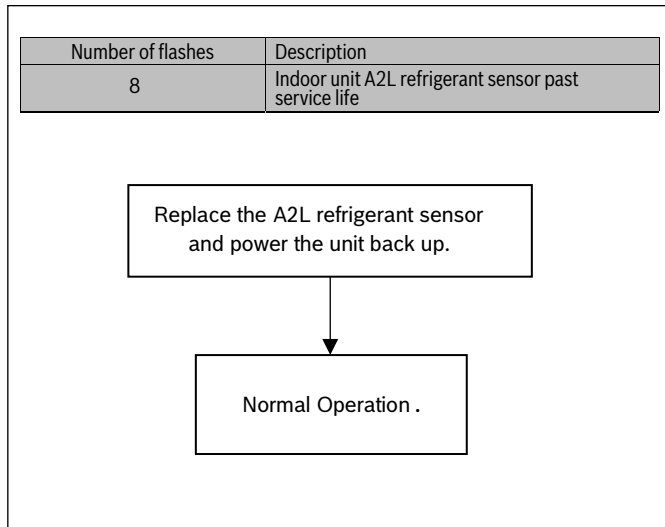 Number of flashes Description
8 Indoor unit A2L refrigerant sensor past
service life
Replace the A2L refrigerant sensor
and power the unit back up.
Normal Operation .